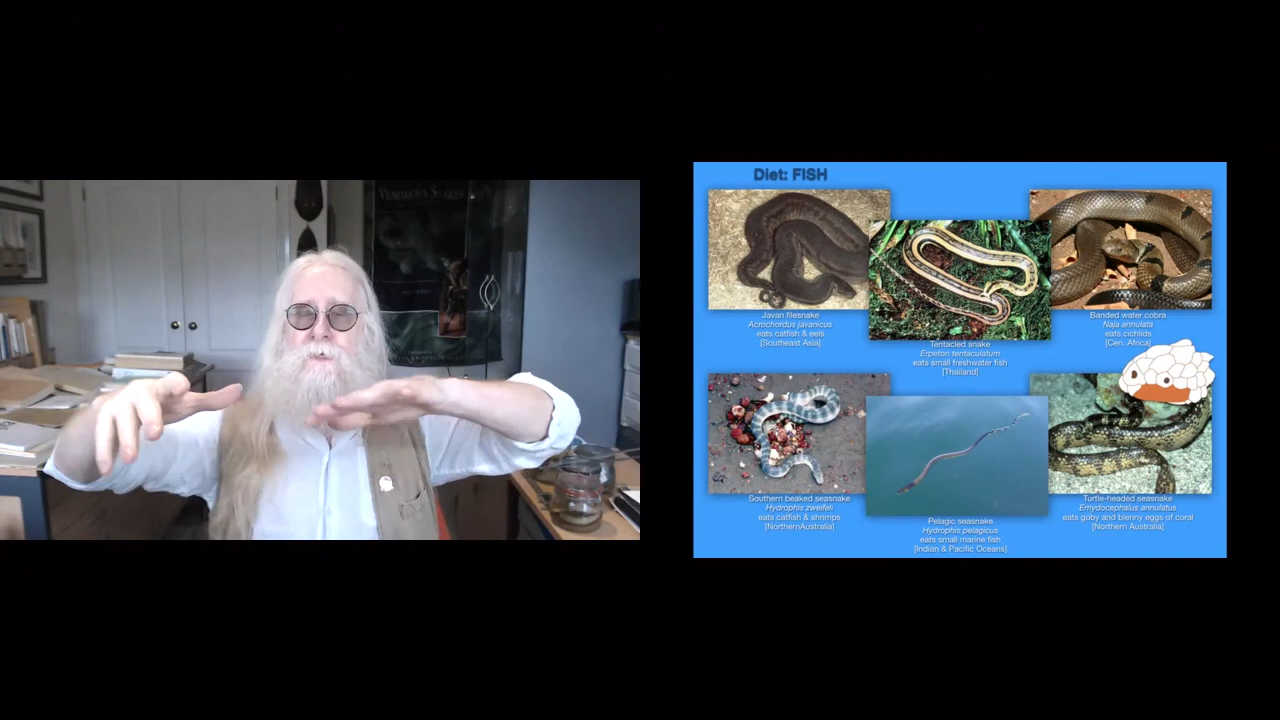 VENOMOUS SNAKES
Diet: FISH
Javan filesnake
Acrochordus javanicus
eats catfish & eels
[Southeast Asia]
Tentacled snake
Erpeton tentaculatum
eats small freshwater fish
[Thailand]
Banded water cobra
Naja annulata
eats cichlids
[Cen. Africa]
Southern beaked seasnake
Hydrophis zweifeli
eats catfish & shrimps
[NorthernAustralia]
Pelagic seasnake
Hydrophis pelagicus
eats small marine fish
[Indian & Pacific Oceans]
Turtle-headed seasnake
Emydocephalus annulatus
eats goby and blenny eggs of coral
[Northern Australia]